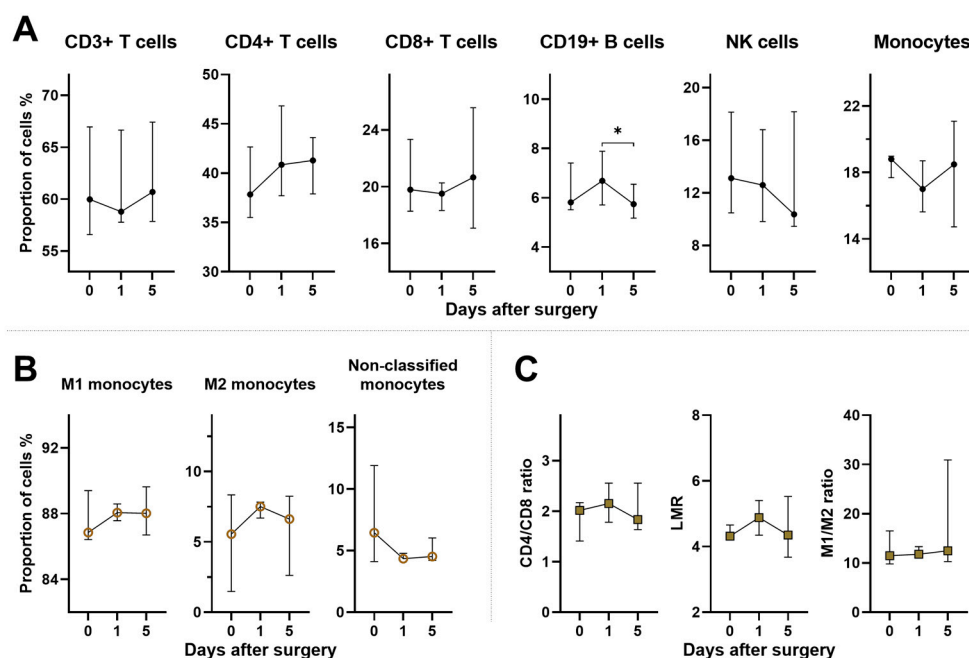 A
CD3+ T cells
CD4+ T cells
CD8+ T cells
CD19+ B cells
NK cells
Monocytes
Proportion of cells %
70
65
60
55
0 1 5
50
45
40
35
30
0 1 5
24
20
16
0 1 5
10
8
6
4
*
0 1 5
20
16
12
8
0 1 5
22
18
14
0 1 5
Days after surgery
B
M1 monocytes
M2 monocytes
Non-classified
monocytes
Proportion of cells %
92
88
84
0 1 5
10
5
0
0 1 5
15
10
5
0
0 1 5
Days after surgery
C
CD4/CD8 ratio
3
2
1
0
0 1 5
LMR
8
6
4
2
0 1 5
M1/M2 ratio
40
30
20
10
0
0 1 5
Days after surgery